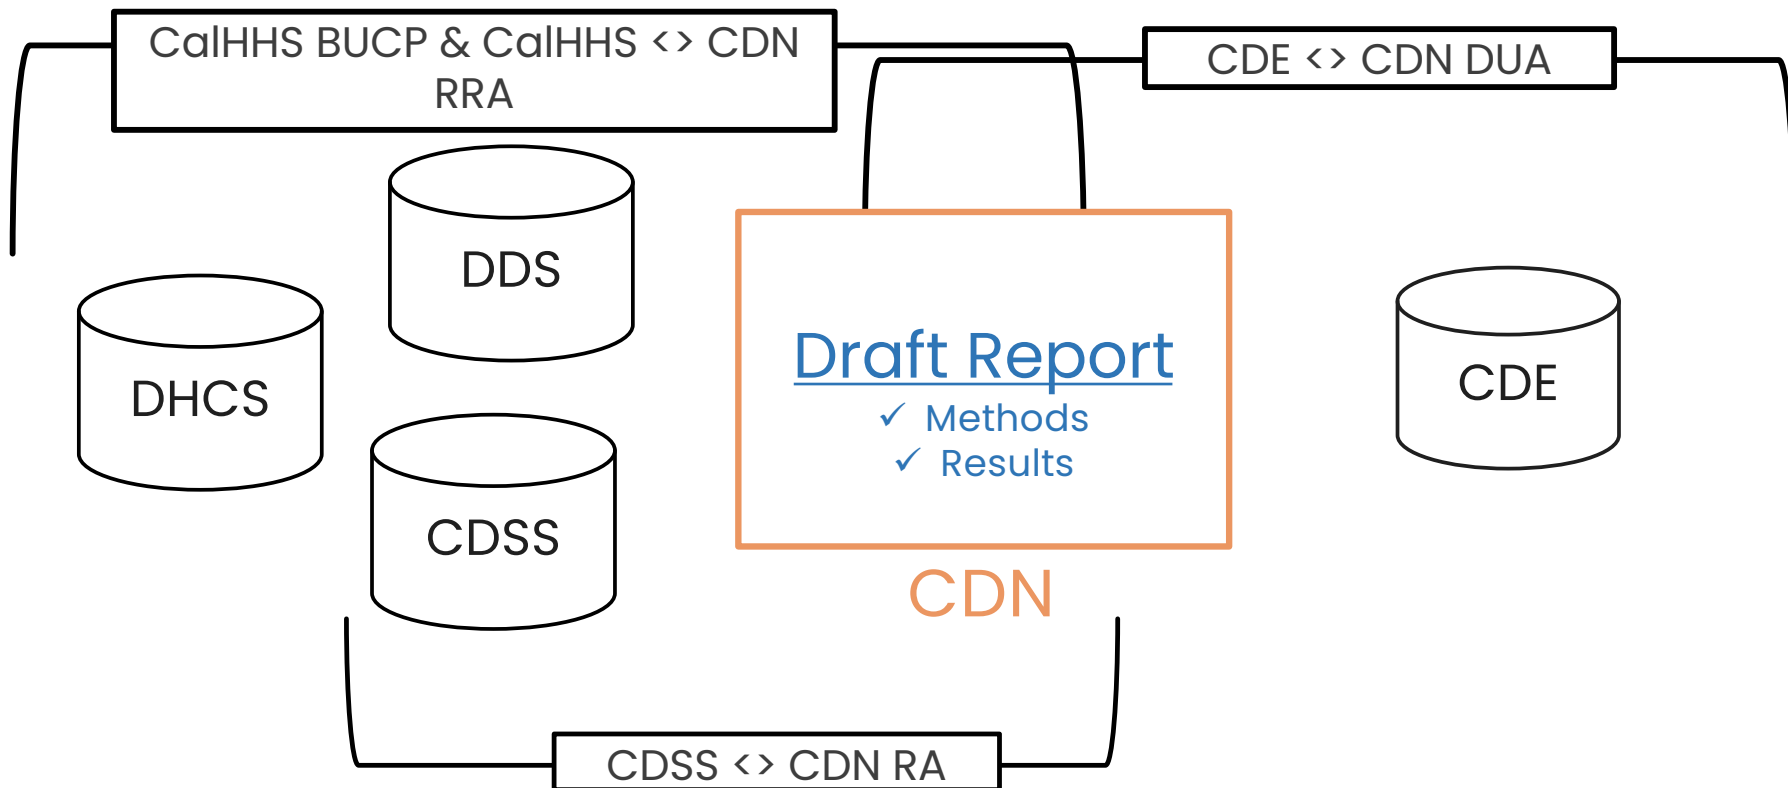 CalHHS BUCP & CalHHS <> CDN
RRA
CDE <> CDN DUA
DDS
DHCS
CDSS
Draft Report
✓ Methods
✓ Results
CDN
CDE
CDSS <> CDN RA